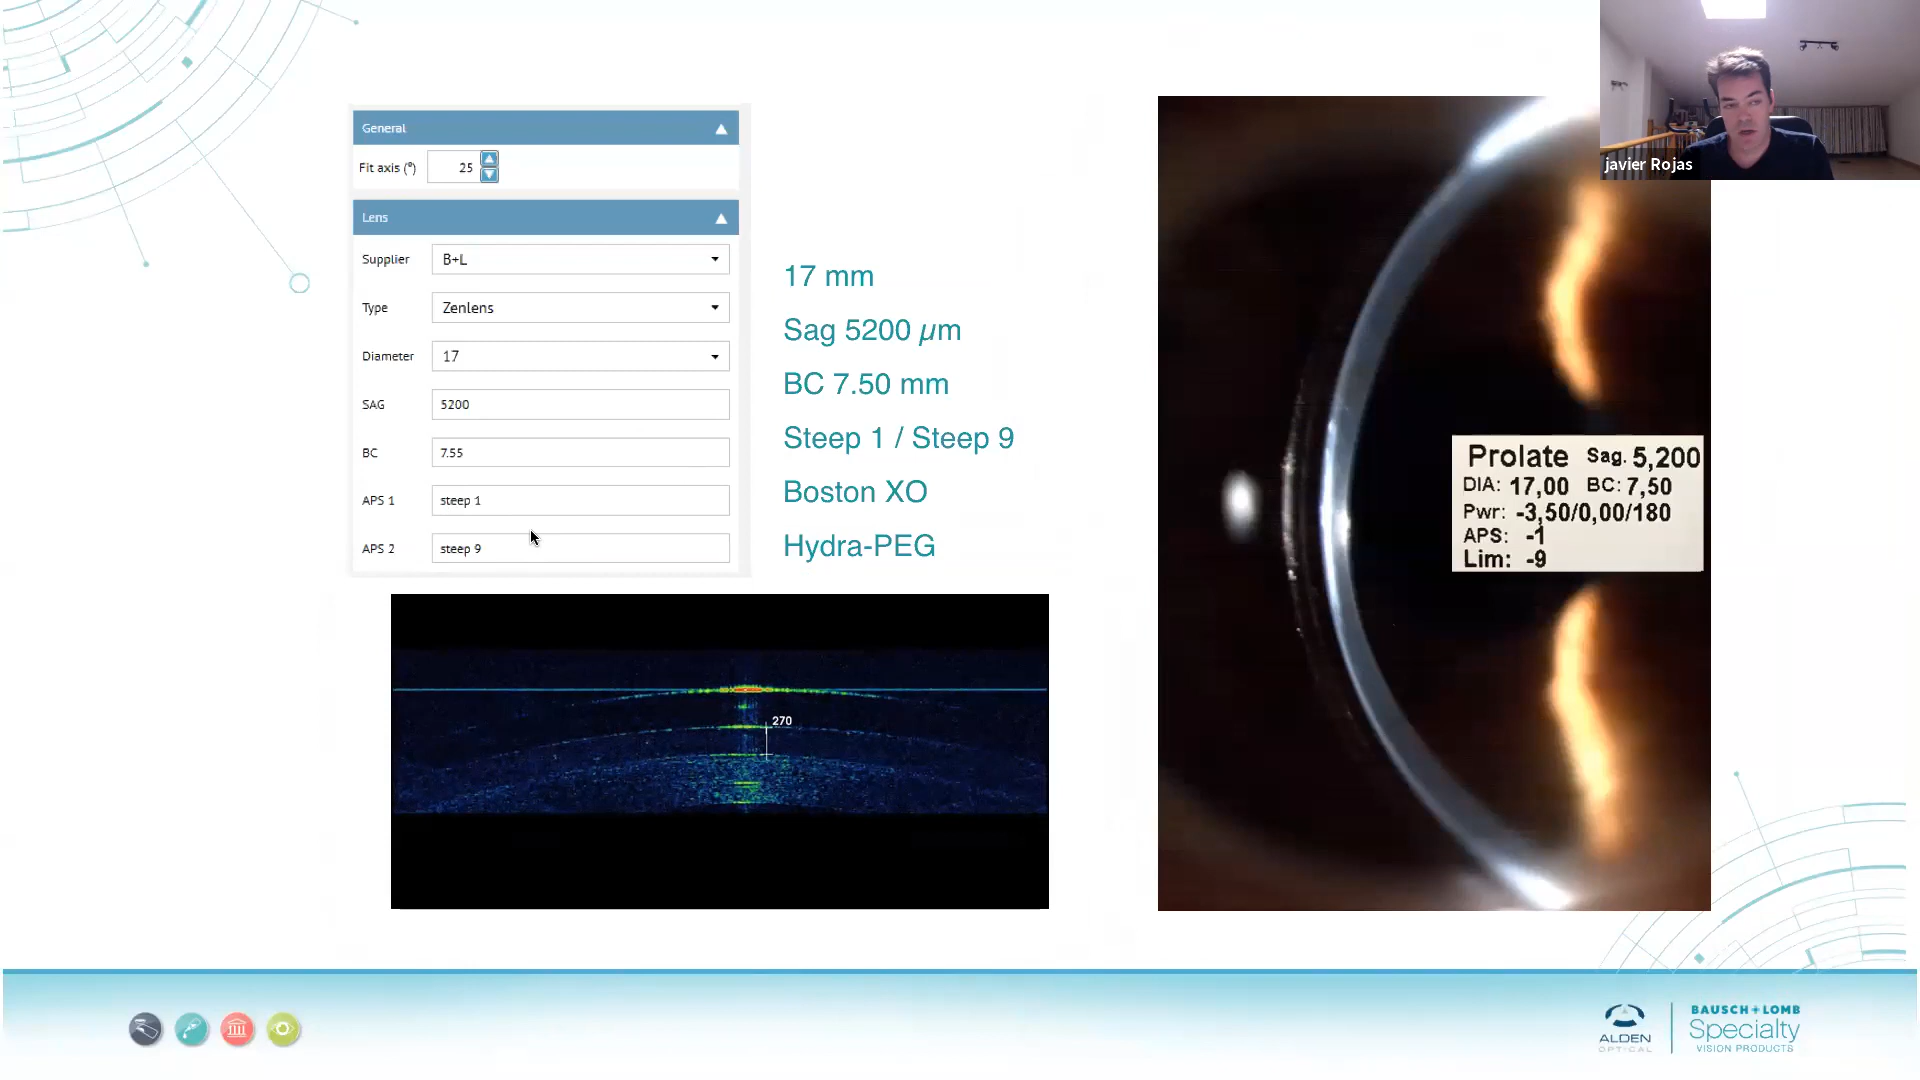 General
Fit axis (°) 25
Lens
Supplier B+L
Type Zenlens
Diameter 17
SAG 5200
BC 7.55
APS 1 steep 1
APS 2 steep 9
17 mm
Sag 5200 µm
BC 7.50 mm
Steep 1 / Steep 9
Boston XO
Hydra-PEG
270
Prolate Sag. 5,200
DIA: 17,00 BC: 7,50
Pwr: -3,50/0,00/180
APS: -1
Lim: -9
javier Rojas
ALDEN
OPTICAL
BAUSCH + LOMB
Specialty
VISION PRODUCTS